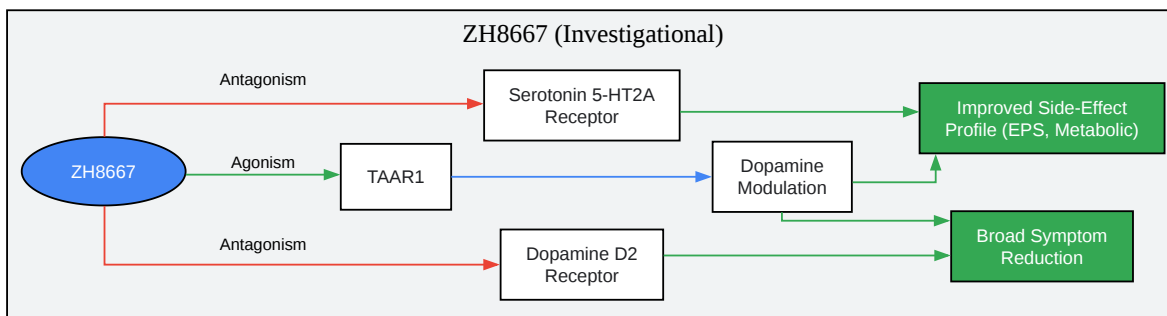 ZH8667 (Investigational)
Antagonism
Serotonin 5-HT2A
Receptor
Improved Side-Effect
Profile (EPS, Metabolic)
ZH8667
Agonism
TAAR1
Dopamine
Modulation
Antagonism
Dopamine D2
Receptor
Broad Symptom
Reduction